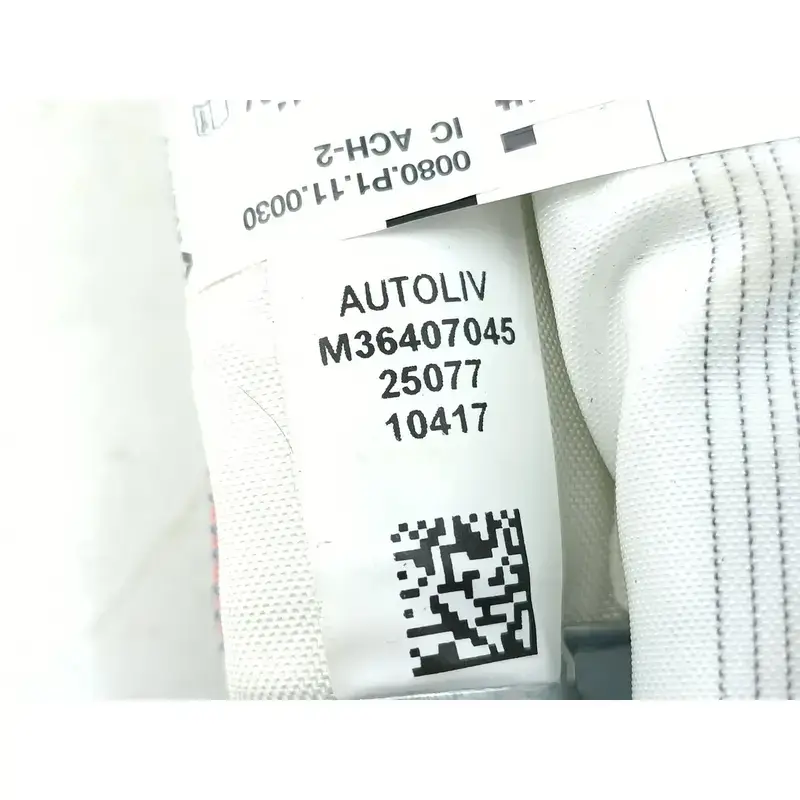 IC ACH-2
0080.P1.11.0030
AUTOLIV
M36407045
25077
10417